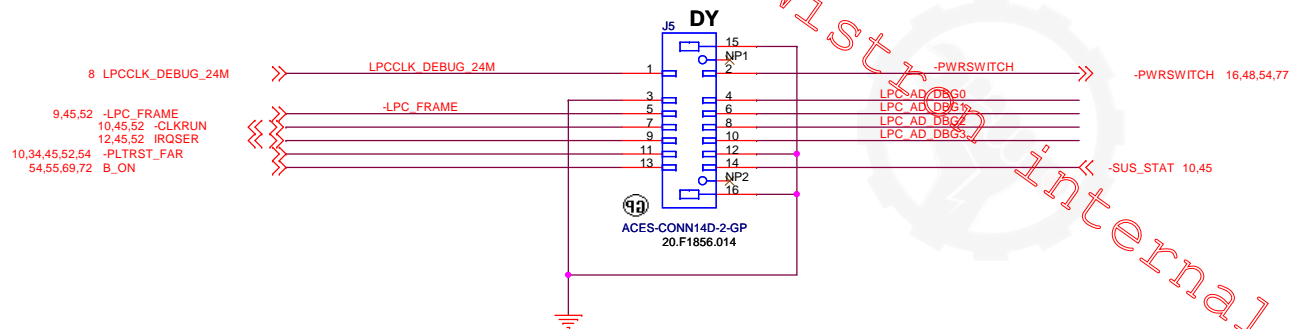 DY
J5
15
NP1
8 LPCCLK_DEBUG_24M
LPCCLK_DEBUG_24M
1
2
-PWRSWITCH
-PWRSWITCH 16,48,54,77
3
4
LPC_AD_DBG0
9,45,52 -LPC_FRAME
-LPC_FRAME
5
6
LPC_AD_DBG1
10,45,52 -CLKRUN
7
8
LPC_AD_DBG2
12,45,52 IRQSER
9
10
LPC_AD_DBG3
10,34,45,52,54 -PLTRST_FAR
11
12
54,55,69,72 B_ON
13
14
-SUS_STAT 10,45
NP2
16
GP
ACES-CONN14D-2-GP
20.F1856.014
wistron internal